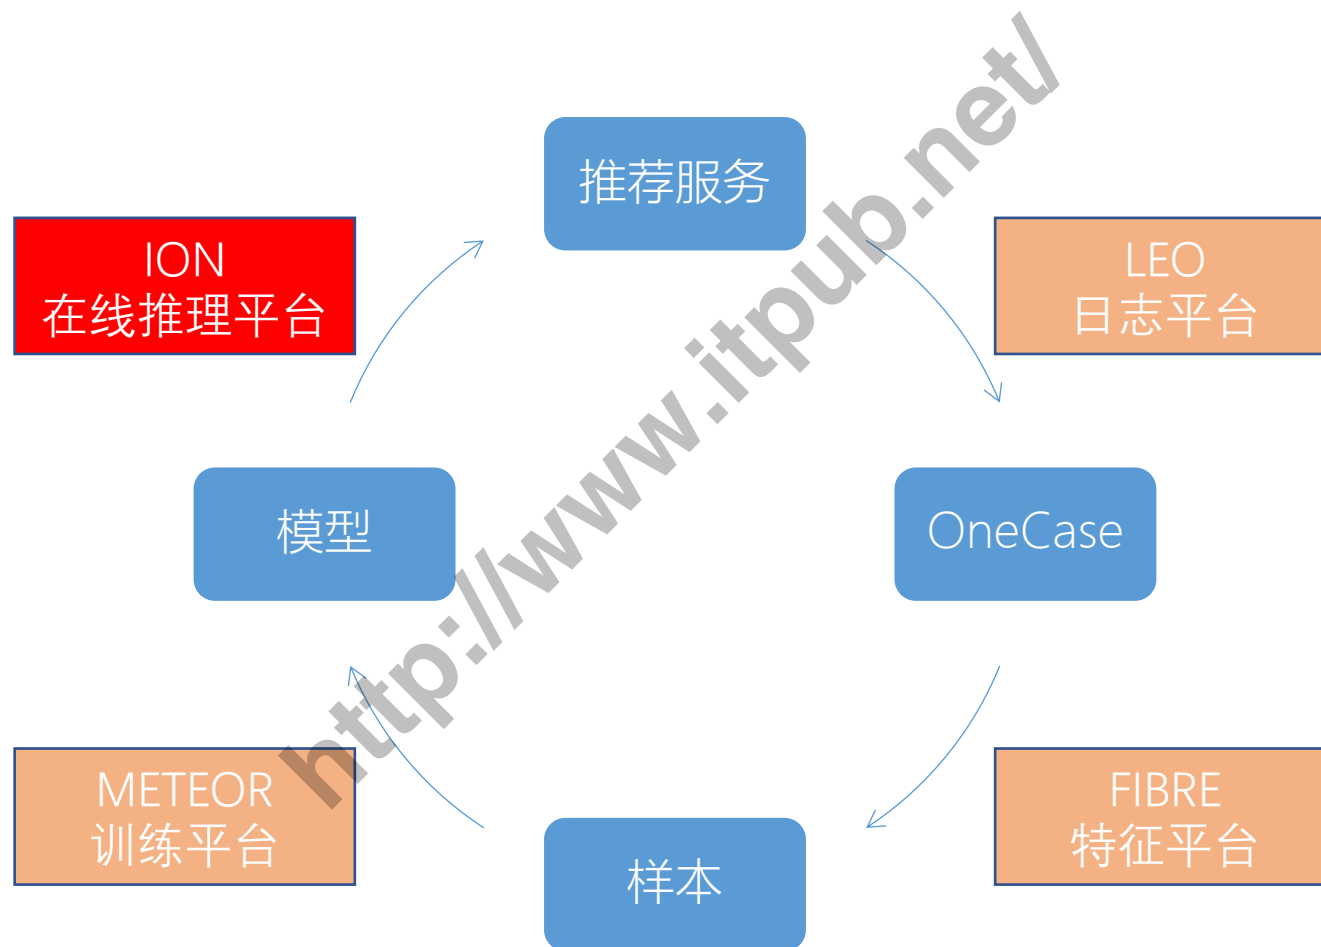 推荐服务
ION
在线推理平台
LEO
日志平台
模型
OneCase
METEOR
训练平台
FIBRE
特征平台
样本
http://www.itpub.net/